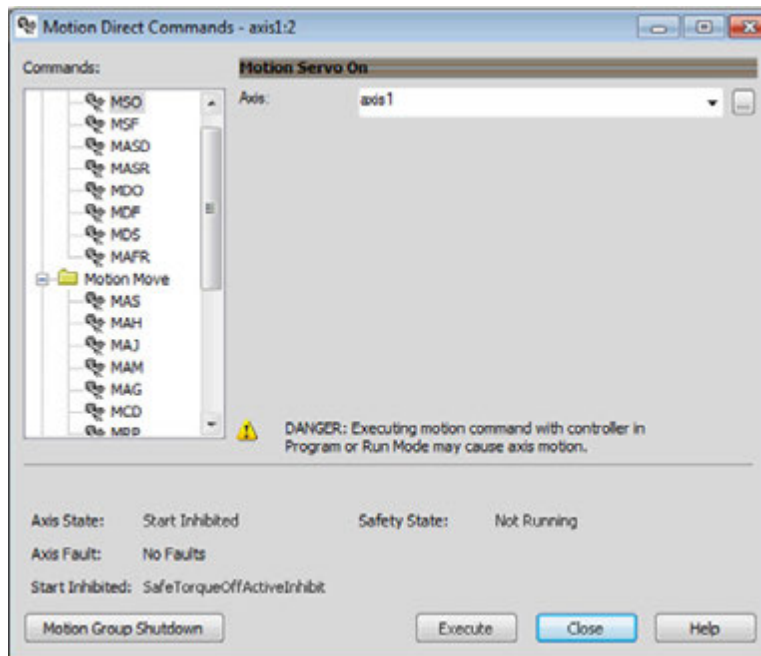 Motion Direct Commands - axis1:2
Commands:
Motion Servo On
MSO
MSF
MASD
MASR
MDO
MDF
MDS
MAFR
Motion Move
MAS
MAH
MAJ
MAM
MAG
MCD
MRP
Axis:
axis1
...
DANGER: Executing motion command with controller in
Program or Run Mode may cause axis motion.
Axis State: Start Inhibited
Safety State: Not Running
Axis Fault: No Faults
Start Inhibited: SafeTorqueOffActiveInhibit
Motion Group Shutdown
Execute
Close
Help